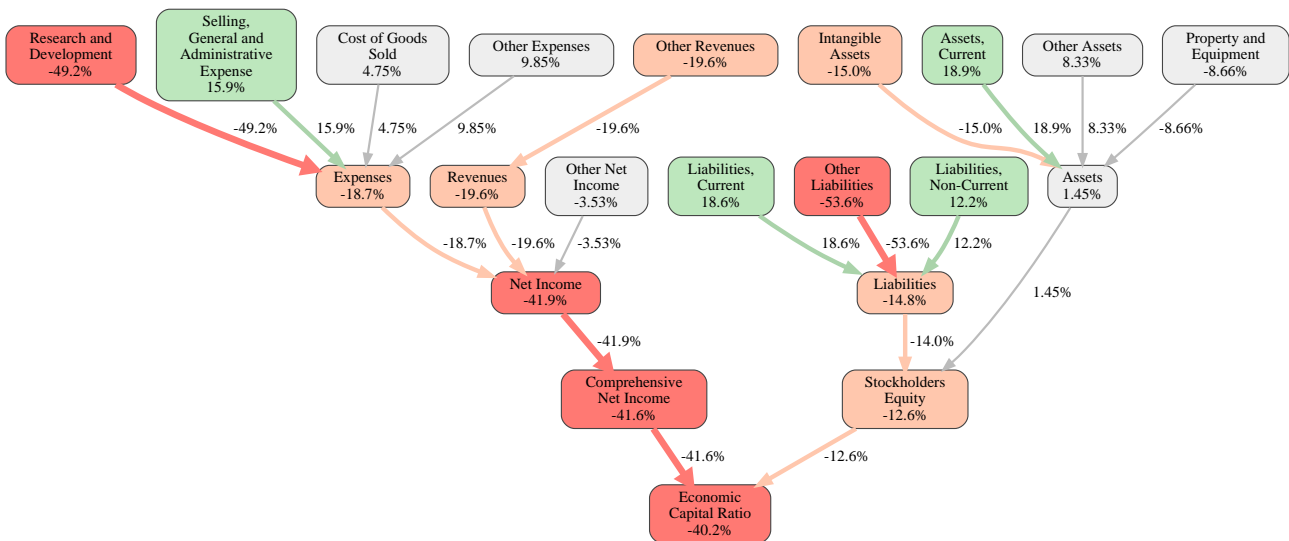 Research and
Development
-49.2%
Selling,
General and
Administrative
Expense
15.9%
Cost of Goods
Sold
4.75%
Other Expenses
9.85%
Other Revenues
-19.6%
Intangible
Assets
-15.0%
Assets,
Current
18.9%
Other Assets
8.33%
Property and
Equipment
-8.66%
-49.2%
15.9%
4.75%
9.85%
-19.6%
-15.0%
18.9%
8.33%
-8.66%
Expenses
-18.7%
Revenues
-19.6%
Other Net
Income
-3.53%
Liabilities,
Current
18.6%
Other
Liabilities
-53.6%
Liabilities,
Non-Current
12.2%
Assets
1.45%
-18.7%
-19.6%
-3.53%
18.6%
-53.6%
12.2%
Net Income
-41.9%
Liabilities
-14.8%
1.45%
-41.9%
-14.0%
Comprehensive
Net Income
-41.6%
Stockholders
Equity
-12.6%
-41.6%
-12.6%
Economic
Capital Ratio
-40.2%